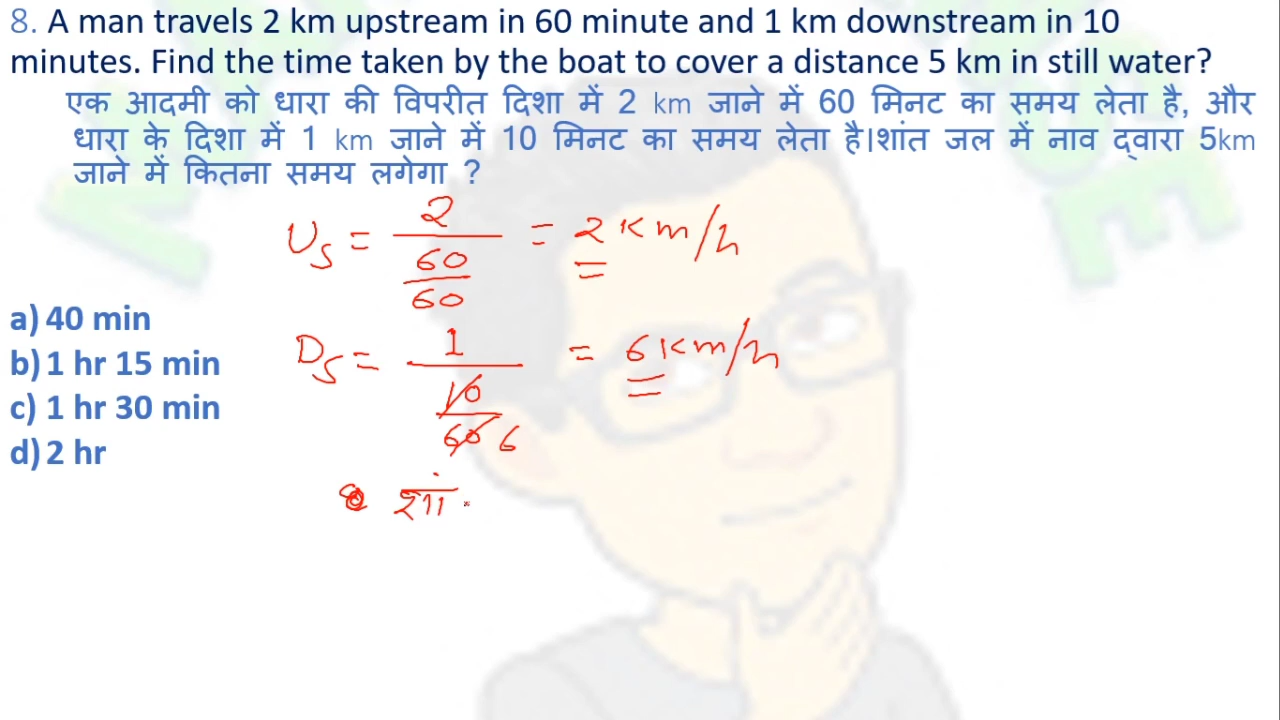 8. A man travels 2 km upstream in 60 minute and 1 km downstream in 10
minutes. Find the time taken by the boat to cover a distance 5 km in still water?
एक आदमी को धारा की विपरीत दिशा में 2 km जाने में 60 मिनट का समय लेता है, और
धारा के दिशा में 1 km जाने में 10 मिनट का समय लेता है।शांत जल में नाव द्वारा 5km
जाने में कितना समय लगेगा ?
US = 2 / (60/60) = 2 km/h
a) 40 min
DS = 1 / (10/60 6) = 6 km/h
b) 1 hr 15 min
c) 1 hr 30 min
d) 2 hr